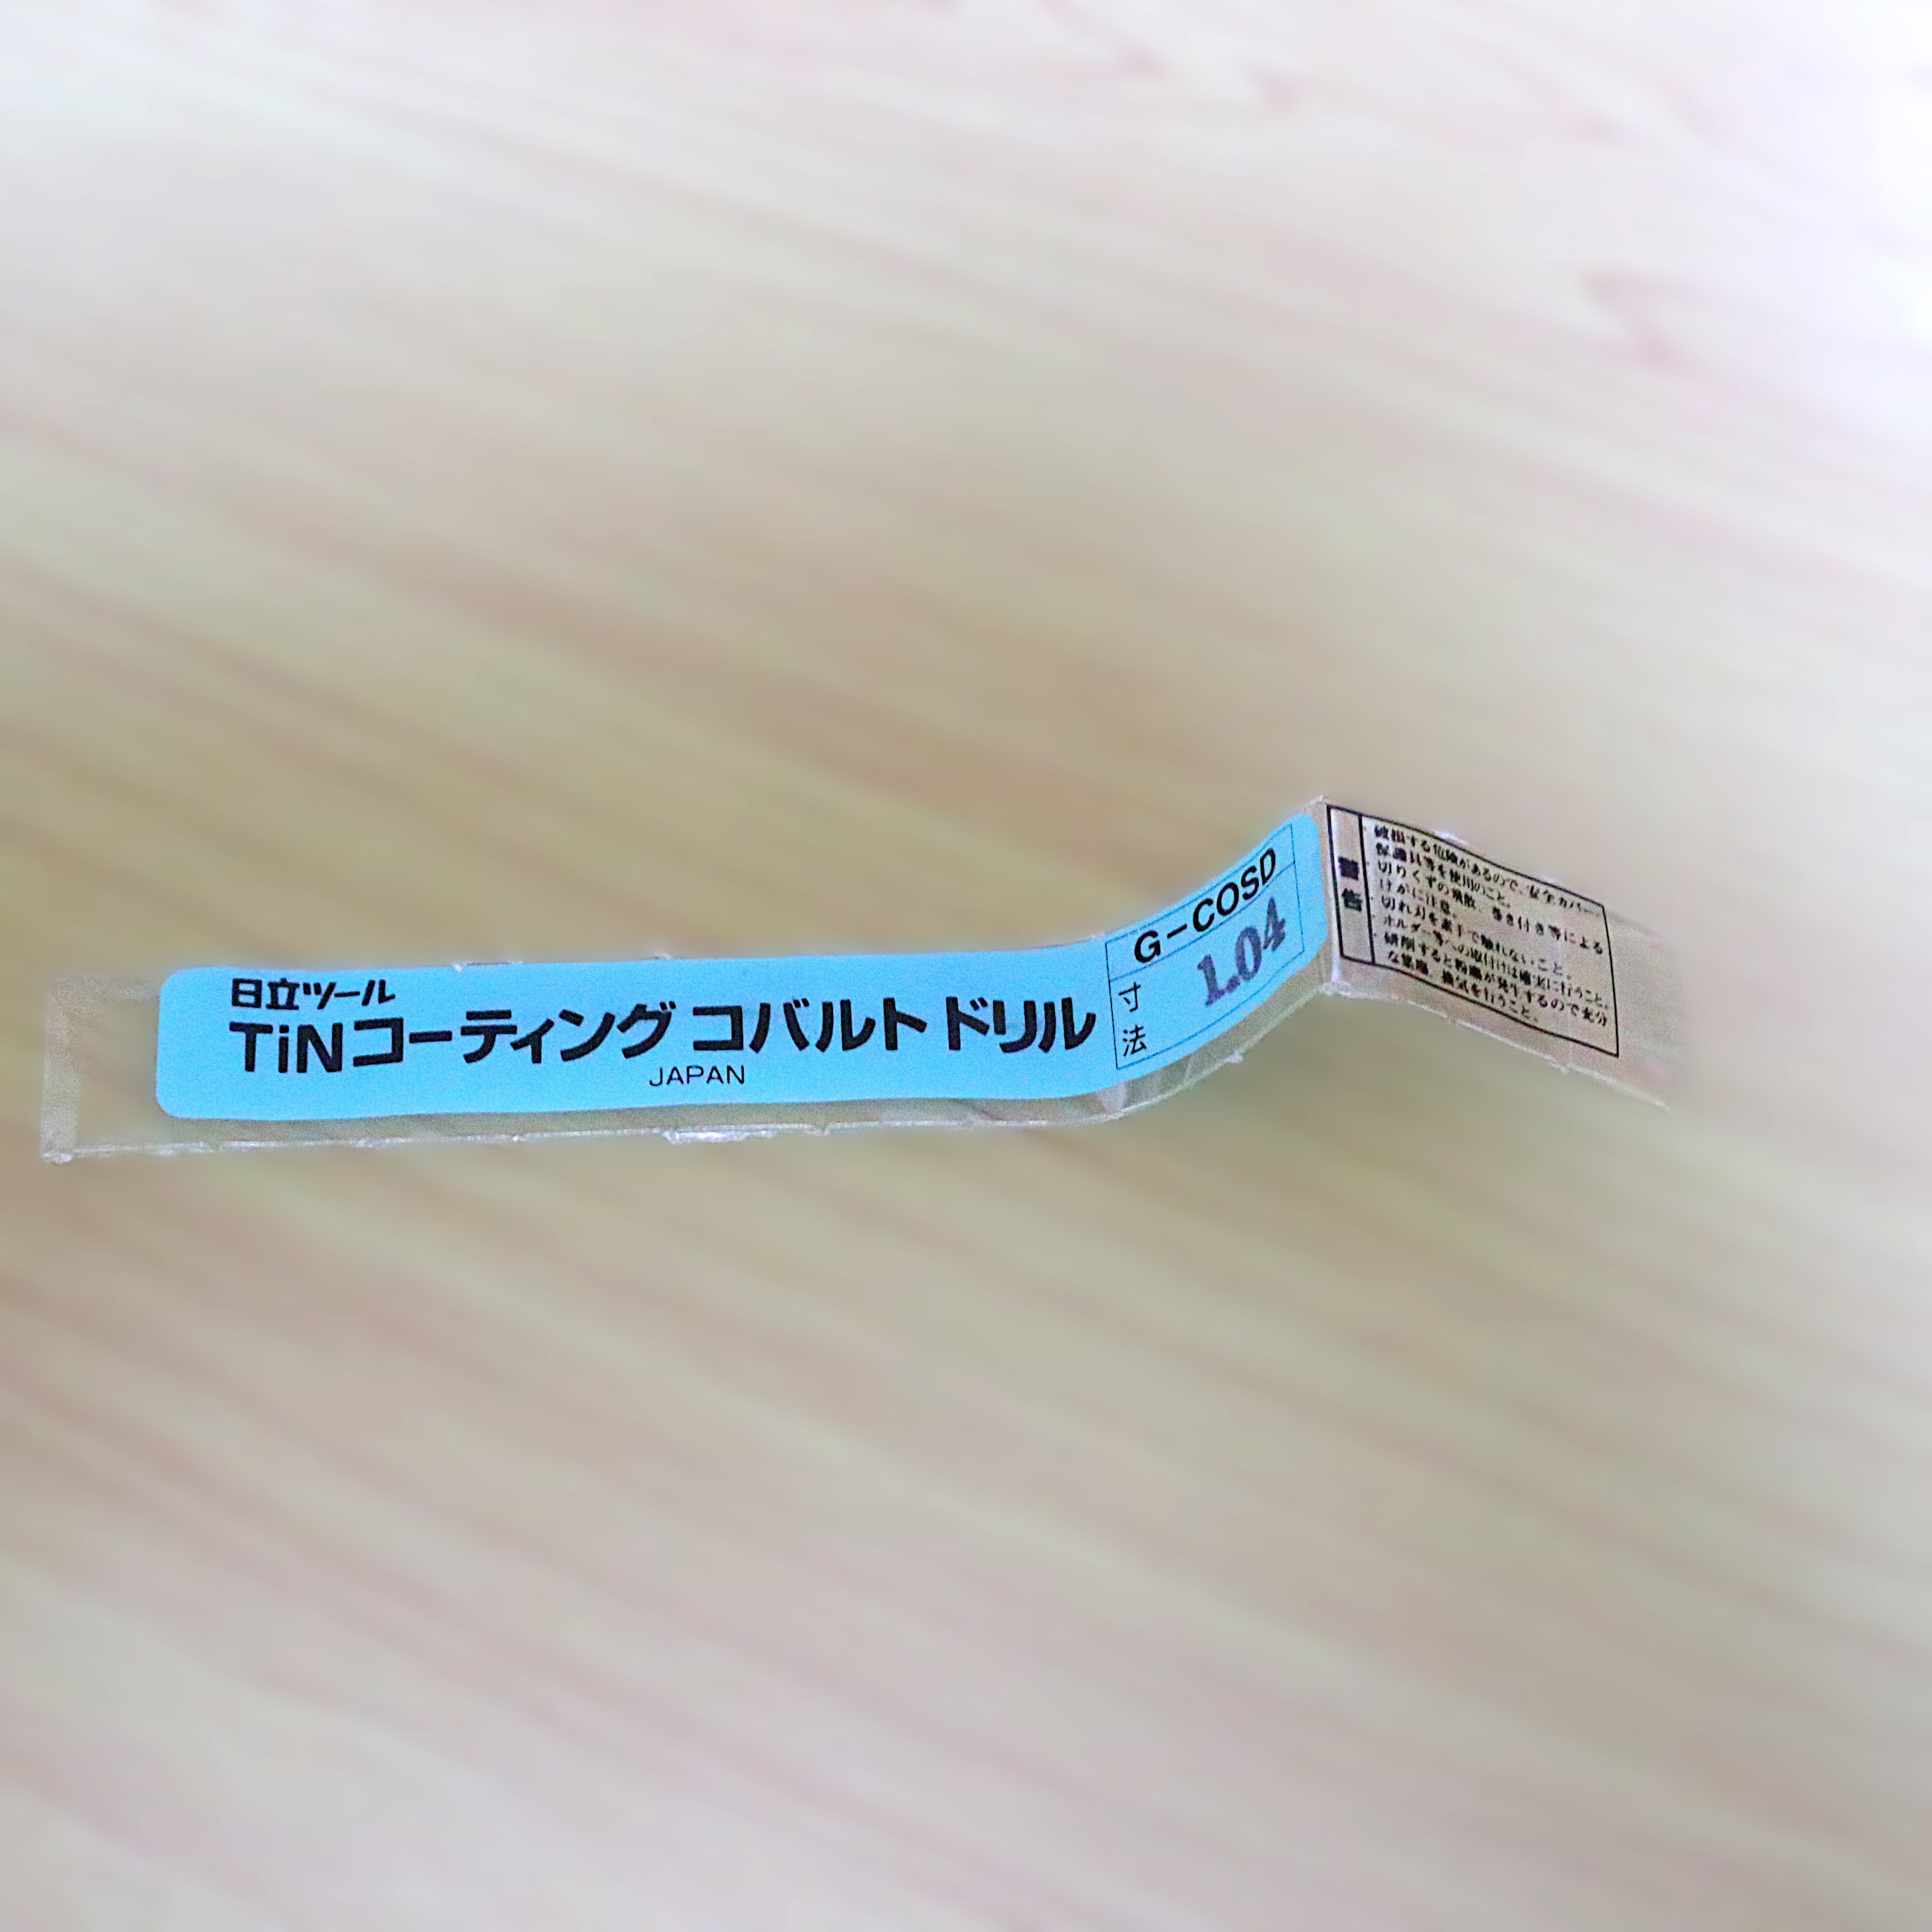 日立ツール
TiNコーティング コバルト ドリル
JAPAN
G-COSD
寸法
1.04
警告
・破損する危険があるので、安全カバー、
保護具等を使用のこと。
・切りくずの飛散、巻き付き等による
けがに注意。
・切れ刃を素手で触れないこと。
・ホルダー等への取付けは確実に行うこと。
・研削すると粉塵が発生するので充分
な集塵、換気を行うこと。